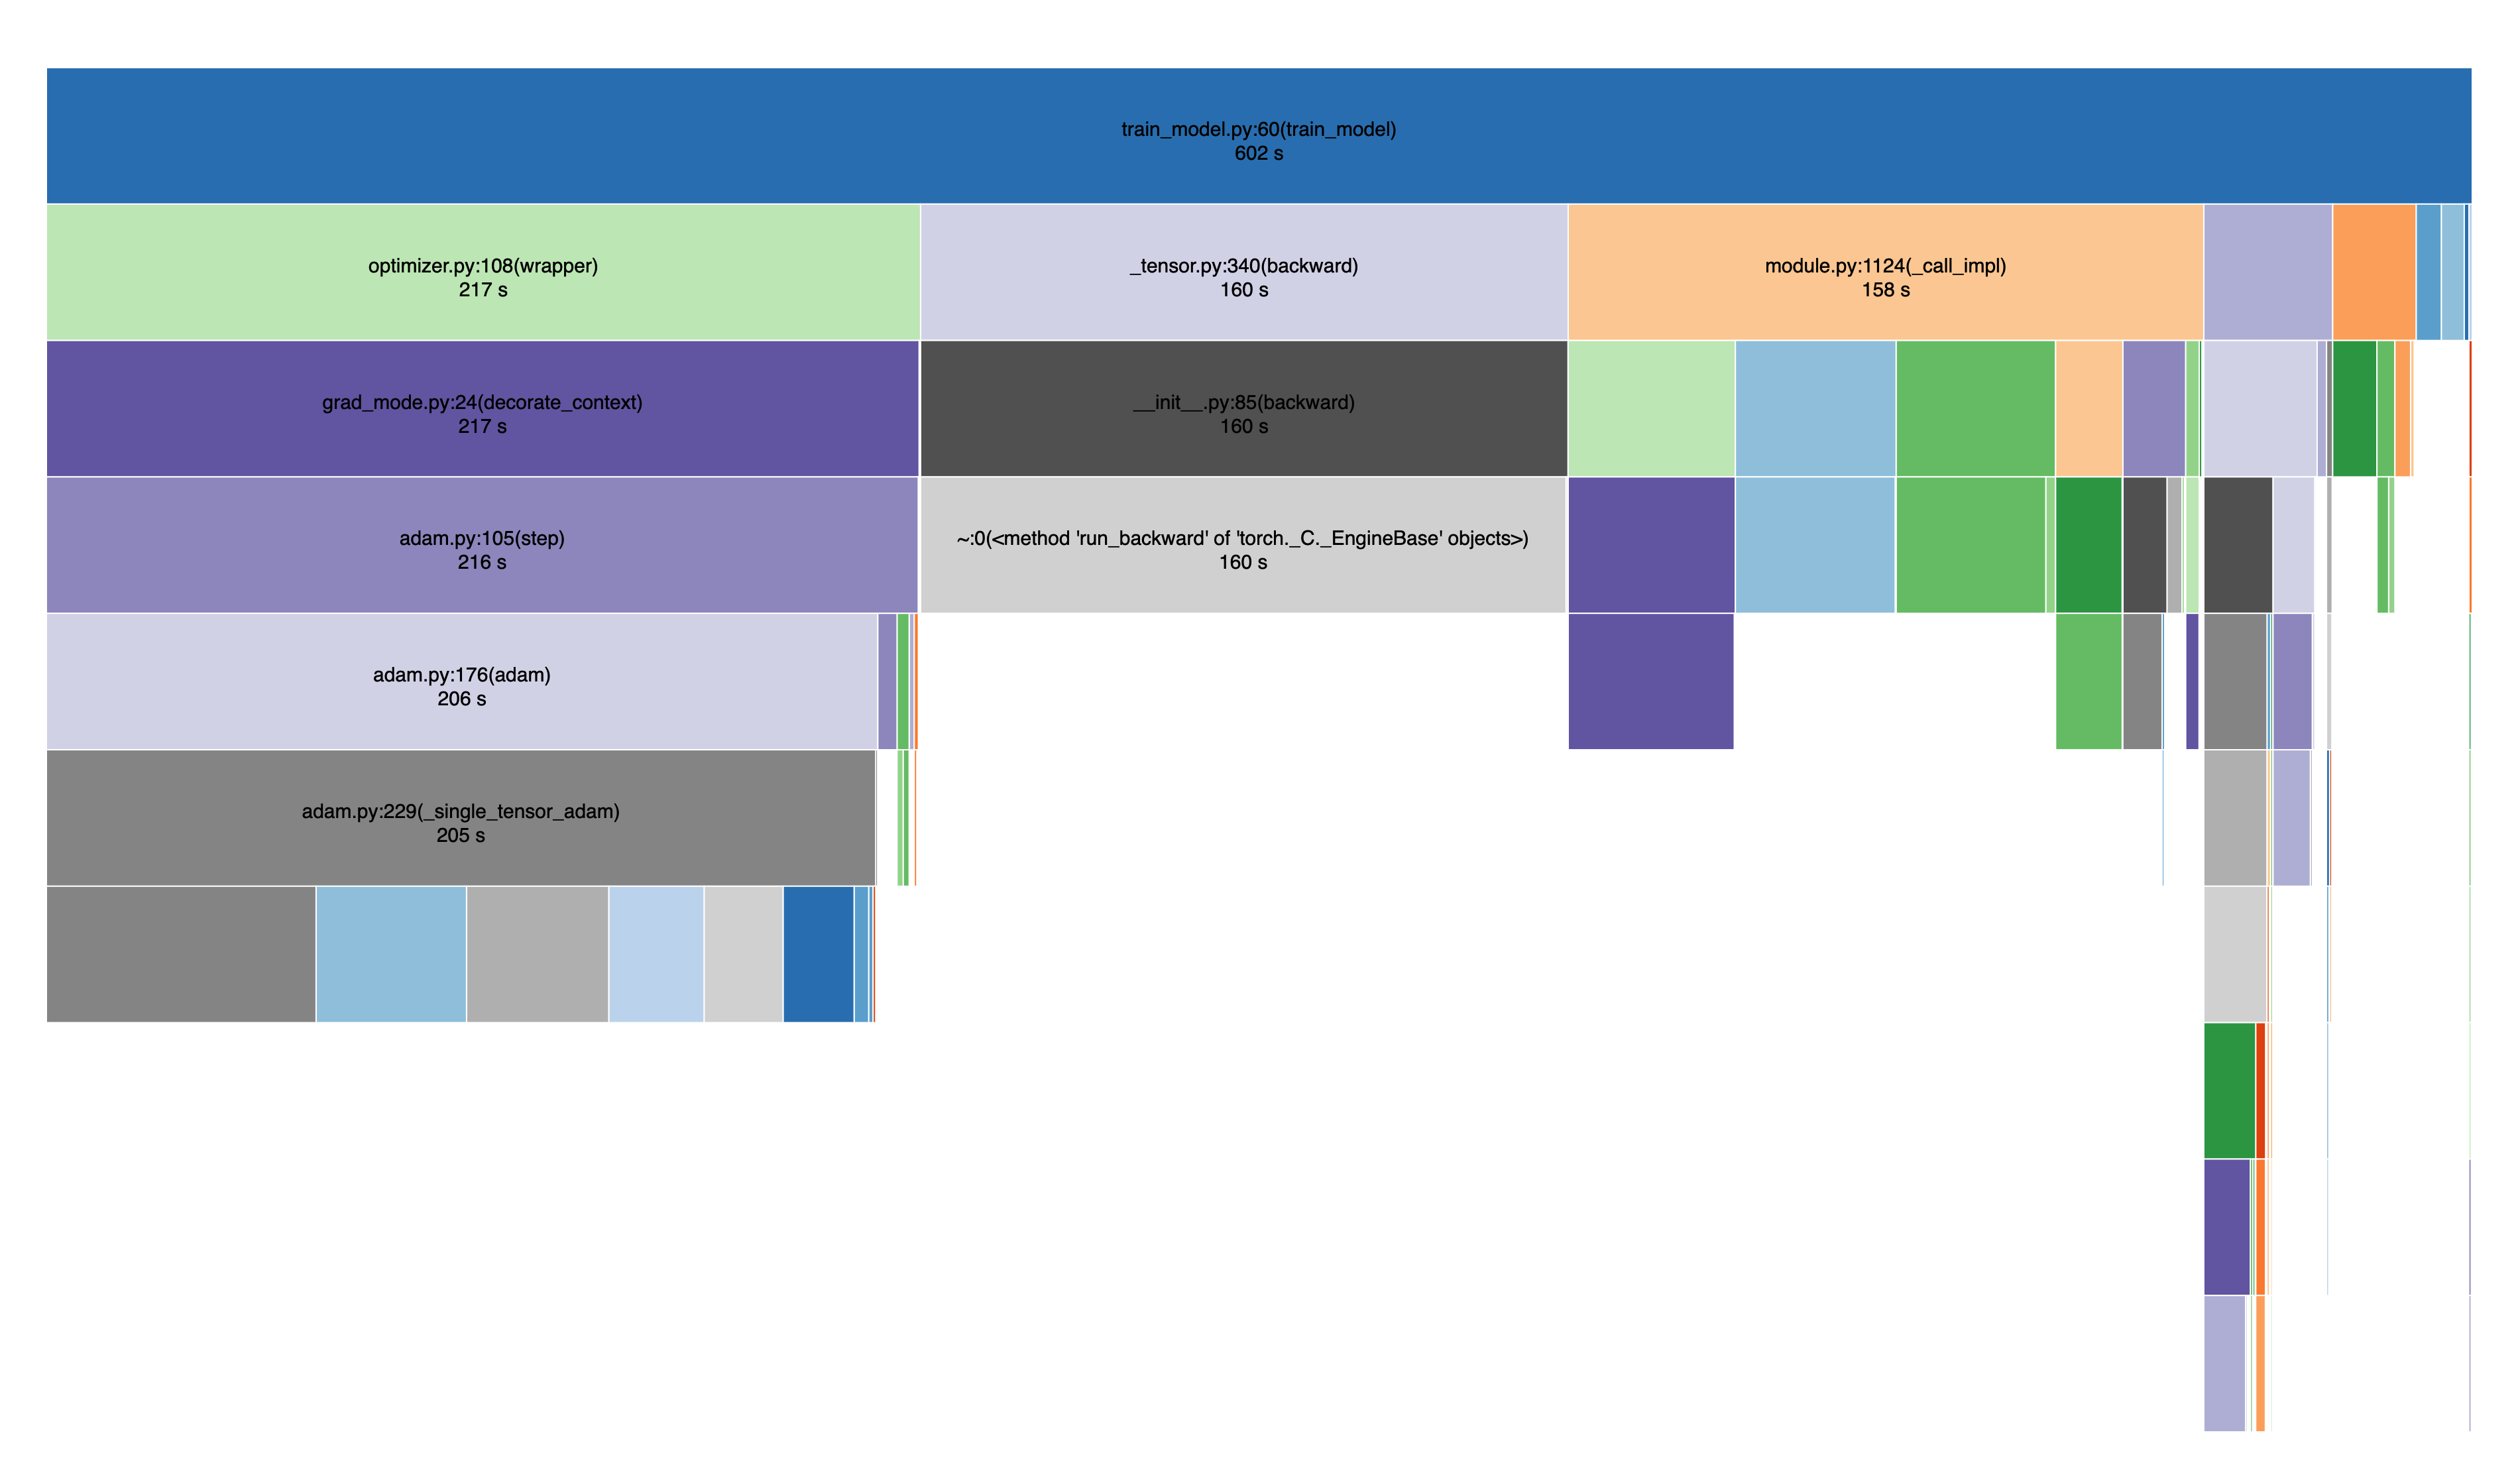 train_model.py:60(train_model)
602 s
optimizer.py:108(wrapper)
217 s
_tensor.py:340(backward)
160 s
module.py:1124(_call_impl)
158 s
grad_mode.py:24(decorate_context)
217 s
__init__.py:85(backward)
160 s
adam.py:105(step)
216 s
~:0(<method 'run_backward' of 'torch._C._EngineBase' objects>)
160 s
adam.py:176(adam)
206 s
adam.py:229(_single_tensor_adam)
205 s